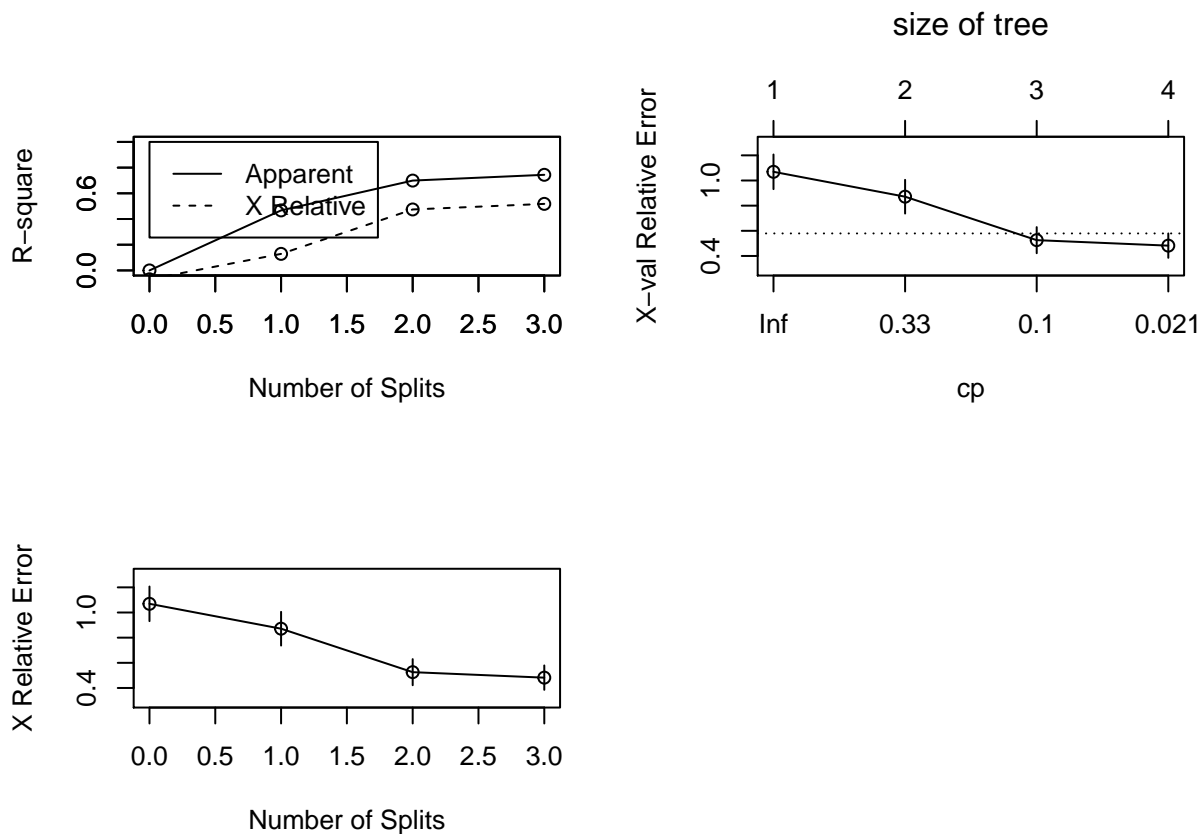 R−square
0.0 0.6
Apparent
X Relative
0.0 0.5 1.0 1.5 2.0 2.5 3.0
Number of Splits
size of tree
1 2 3 4
X−val Relative Error
0.4 1.0
Inf 0.33 0.1 0.021
cp
X Relative Error
0.4 1.0
0.0 0.5 1.0 1.5 2.0 2.5 3.0
Number of Splits